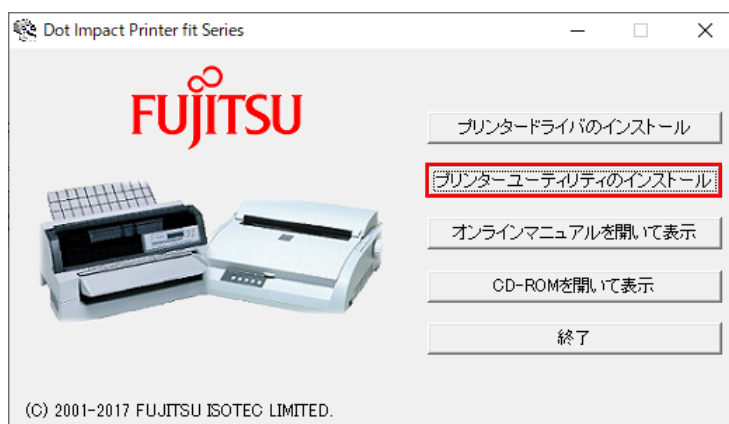 Dot Impact Printer fit Series
FUJITSU
プリンタードライバのインストール
プリンターユーティリティのインストール
オンラインマニュアルを開いて表示
CD-ROMを開いて表示
終了
(C) 2001-2017 FUJITSU ISOTEC LIMITED.